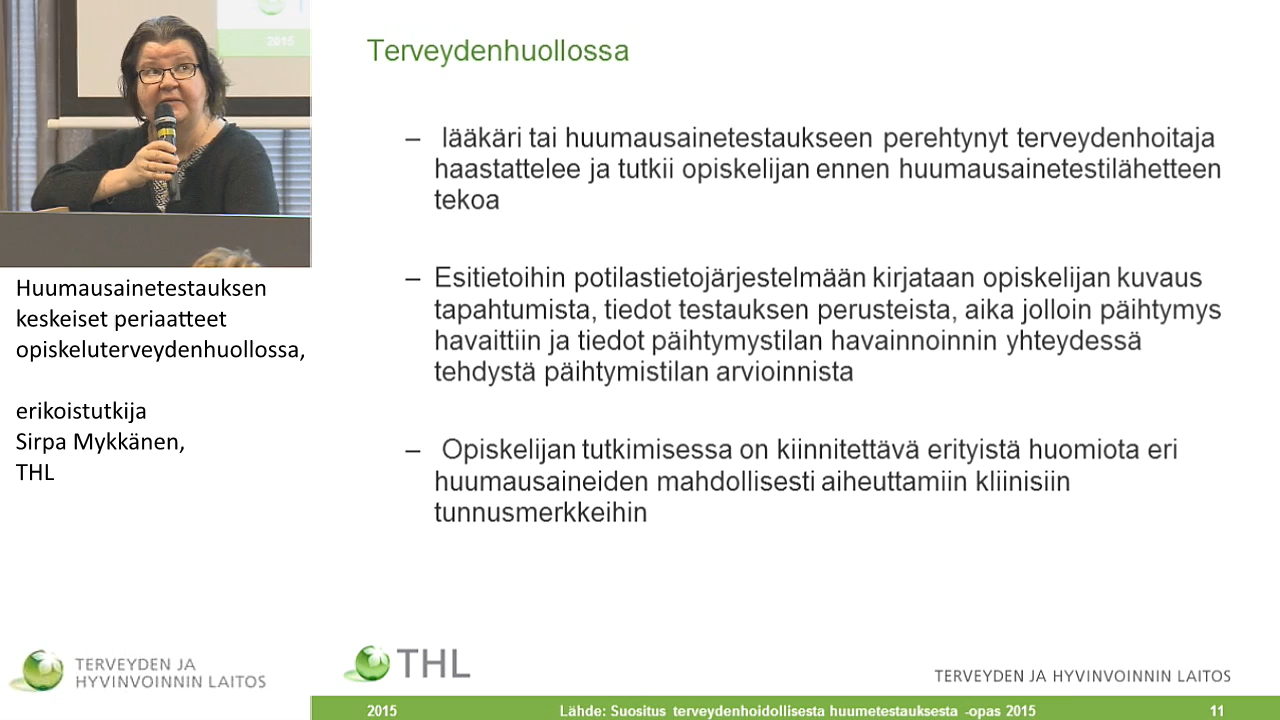 2015
Huumausainetestauksen
keskeiset periaatteet
opiskeluterveydenhuollossa,
erikoistutkija
Sirpa Mykkänen,
THL
TERVEYDEN JA
HYVINVOINNIN LAITOS
Terveydenhuollossa
– lääkäri tai huumausainetestaukseen perehtynyt terveydenhoitaja
haastattelee ja tutkii opiskelijan ennen huumausainetestilähetteen
tekoa
– Esitietoihin potilastietojärjestelmään kirjataan opiskelijan kuvaus
tapahtumista, tiedot testauksen perusteista, aika jolloin päihtymys
havaittiin ja tiedot päihtymystilan havainnoinnin yhteydessä
tehdystä päihtymistilan arvioinnista
– Opiskelijan tutkimisessa on kiinnitettävä erityistä huomiota eri
huumausaineiden mahdollisesti aiheuttamiin kliinisiin
tunnusmerkkeihin
THL
TERVEYDEN JA HYVINVOINNIN LAITOS
2015 Lähde: Suositus terveydenhoidollisesta huumetestauksesta -opas 2015 11